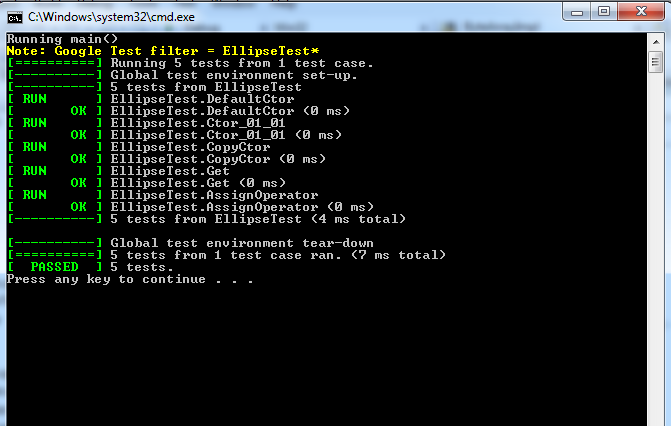 C:\Windows\system32\cmd.exe
Running main()
Note: Google Test filter = EllipseTest*
[==========] Running 5 tests from 1 test case.
[----------] Global test environment set-up.
[----------] 5 tests from EllipseTest
[ RUN      ] EllipseTest.DefaultCtor
[       OK ] EllipseTest.DefaultCtor (0 ms)
[ RUN      ] EllipseTest.Ctor_01_01
[       OK ] EllipseTest.Ctor_01_01 (0 ms)
[ RUN      ] EllipseTest.CopyCtor
[       OK ] EllipseTest.CopyCtor (0 ms)
[ RUN      ] EllipseTest.Get
[       OK ] EllipseTest.Get (0 ms)
[ RUN      ] EllipseTest.AssignOperator
[       OK ] EllipseTest.AssignOperator (0 ms)
[----------] 5 tests from EllipseTest (4 ms total)
[----------] Global test environment tear-down
[==========] 5 tests from 1 test case ran. (7 ms total)
[  PASSED  ] 5 tests.
Press any key to continue . . .